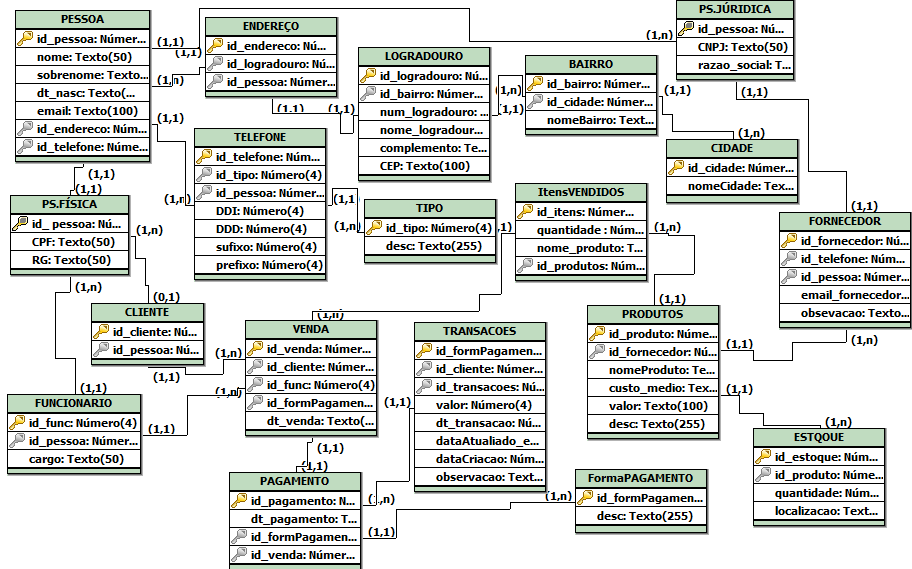 PESSOA
id_pessoa: Númer...
nome: Texto(50)
sobrenome: Texto...
dt_nasc: Texto(...
email: Texto(100)
id_endereco: Núm...
id_telefone: Núme...
ENDEREÇO
id_endereco: Nú...
id_logradouro: Nú...
id_pessoa: Númer...
LOGRADOURO
id_logradouro: Nú...
id_bairro: Númer...
num_logradouro: ...
nome_logradour...
complemento: Te...
CEP: Texto(100)
BAIRRO
id_bairro: Númer...
id_cidade: Númer...
nomeBairro: Text...
PS.JÚRIDICA
id_pessoa: Núm...
CNPJ: Texto(50)
razao_social: T...
CIDADE
id_cidade: Númer...
nomeCidade: Tex...
TELEFONE
id_telefone: Núm...
id_tipo: Número(4)
id_pessoa: Númer...
DDI: Número(4)
DDD: Número(4)
sufixo: Número(4)
prefixo: Número(4)
TIPO
id_tipo: Número(4)
desc: Texto(255)
ItensVENDIDOS
id_itens: Númer...
quantidade : Núm...
nome_produto: T...
id_produtos: Núm...
FORNECEDOR
id_fornecedor: Nú...
id_telefone: Núm...
id_pessoa: Númer...
email_fornecedor...
obsevacao: Texto...
PS.FÍSICA
id_ pessoa: Nú...
CPF: Texto(50)
RG: Texto(50)
CLIENTE
id_cliente: Nú...
id_pessoa: Nú...
VENDA
id_venda: Númer...
id_cliente: Númer...
id_func: Número(4)
id_formPagamen...
dt_venda: Texto(...
TRANSACOES
id_formPagamen...
id_cliente: Númer...
id_transacoes: Nú...
valor: Número(4)
dt_transacao: Nú...
dataAtualiado_e...
dataCriacao: Núm...
observacao: Text...
PRODUTOS
id_produto: Núme...
id_fornecedor: Nú...
nomeProduto: Te...
custo_medio: Tex...
valor: Texto(100)
desc: Texto(255)
FUNCIONARIO
id_func: Número(4)
id_pessoa: Númer...
cargo: Texto(50)
PAGAMENTO
id_pagamento: N...
dt_pagamento: T...
id_formPagamen...
id_venda: Númer...
FormaPAGAMENTO
id_formPagamen...
desc: Texto(255)
ESTQOUE
id_estoque: Núm...
id_produto: Núme...
quantidade: Núm...
localizacao: Text...
(1,1)
(1,1)
(1,n)
(1,n)
(1,1)
(1,1)
(1,1)
(1,n)
(1,1)
(1,1)
(1,n)
(1,1)
(1,n)
(1,1)
(1,1)
(1,n)
(1,1
(1,n)
(1,1)
(1,n)
(1,1)
(1,n)
(0,1)
(1,n)
(1,n)
(1,1)
(1,1)
(1,n)
(1,n)
(1,1)
(1,n)
(1,1)
(1,1)
(1,n)
(1,1)
(1,1)
(1,1)
(1,1)
(1,n)
(1,n)
(1,n)
(1,1)